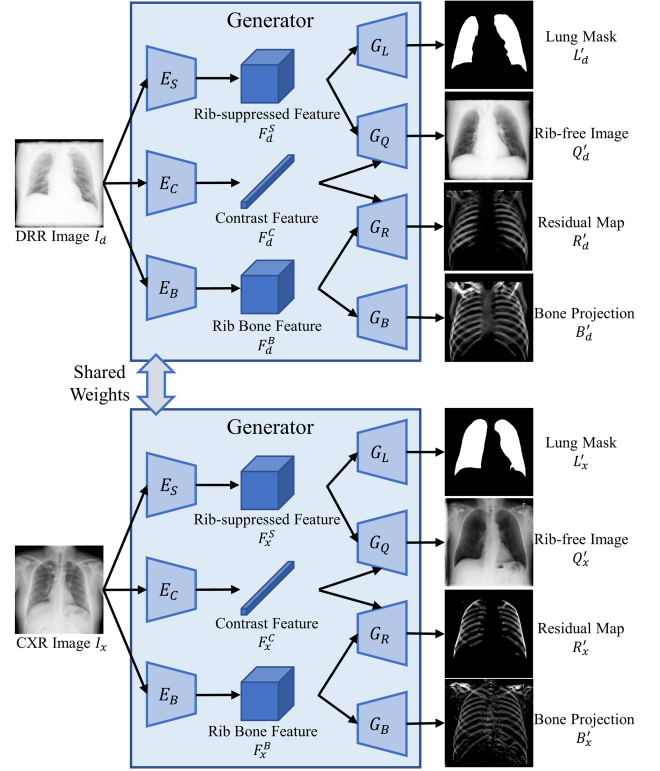 Generator
E_S
Rib-suppressed Feature
F_d^S
G_L
Lung Mask
L'_d
G_Q
Rib-free Image
Q'_d
DRR Image I_d
E_C
Contrast Feature
F_d^C
G_R
Residual Map
R'_d
E_B
Rib Bone Feature
F_d^B
G_B
Bone Projection
B'_d
Shared
Weights
Generator
E_S
Rib-suppressed Feature
F_x^S
G_L
Lung Mask
L'_x
G_Q
Rib-free Image
Q'_x
CXR Image I_x
E_C
Contrast Feature
F_x^C
G_R
Residual Map
R'_x
E_B
Rib Bone Feature
F_x^B
G_B
Bone Projection
B'_x